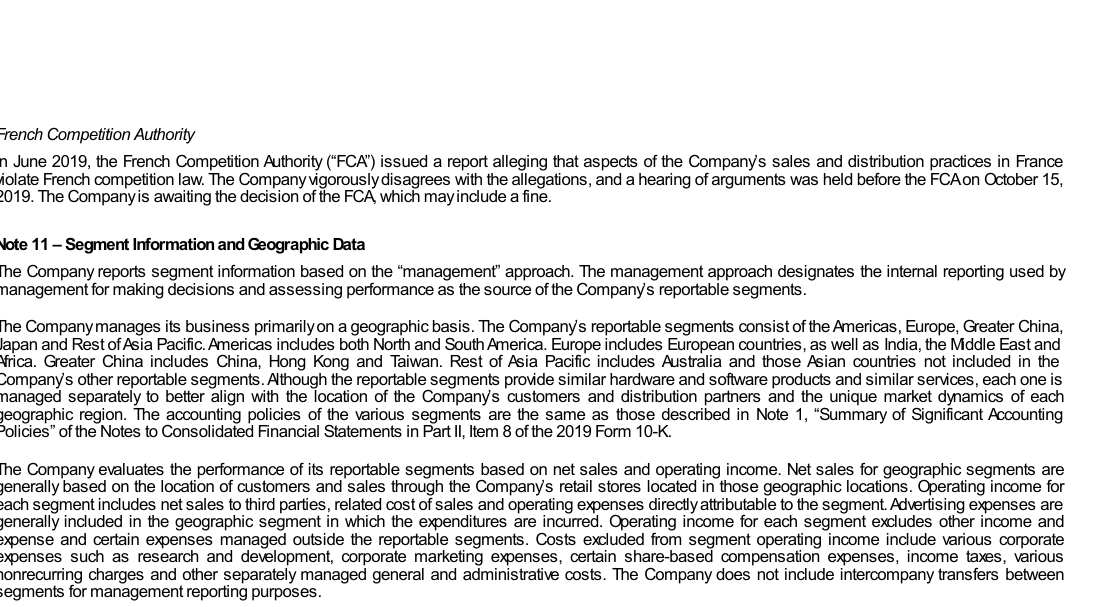 French Competition Authority
In June 2019, the French Competition Authority (“FCA”) issued a report alleging that aspects of the Company’s sales and distribution practices in France
violate French competition law. The Company vigorously disagrees with the allegations, and a hearing of arguments was held before the FCA on October 15,
2019. The Company is awaiting the decision of the FCA, which may include a fine.
Note 11 – Segment Information and Geographic Data
The Company reports segment information based on the “management” approach. The management approach designates the internal reporting used by
management for making decisions and assessing performance as the source of the Company’s reportable segments.
The Company manages its business primarily on a geographic basis. The Company’s reportable segments consist of the Americas, Europe, Greater China,
Japan and Rest of Asia Pacific. Americas includes both North and South America. Europe includes European countries, as well as India, the Middle East and
Africa. Greater China includes China, Hong Kong and Taiwan. Rest of Asia Pacific includes Australia and those Asian countries not included in the
Company’s other reportable segments. Although the reportable segments provide similar hardware and software products and similar services, each one is
managed separately to better align with the location of the Company’s customers and distribution partners and the unique market dynamics of each
geographic region. The accounting policies of the various segments are the same as those described in Note 1, “Summary of Significant Accounting
Policies” of the Notes to Consolidated Financial Statements in Part II, Item 8 of the 2019 Form 10-K.
The Company evaluates the performance of its reportable segments based on net sales and operating income. Net sales for geographic segments are
generally based on the location of customers and sales through the Company’s retail stores located in those geographic locations. Operating income for
each segment includes net sales to third parties, related cost of sales and operating expenses directly attributable to the segment. Advertising expenses are
generally included in the geographic segment in which the expenditures are incurred. Operating income for each segment excludes other income and
expense and certain expenses managed outside the reportable segments. Costs excluded from segment operating income include various corporate
expenses such as research and development, corporate marketing expenses, certain share-based compensation expenses, income taxes, various
nonrecurring charges and other separately managed general and administrative costs. The Company does not include intercompany transfers between
segments for management reporting purposes.